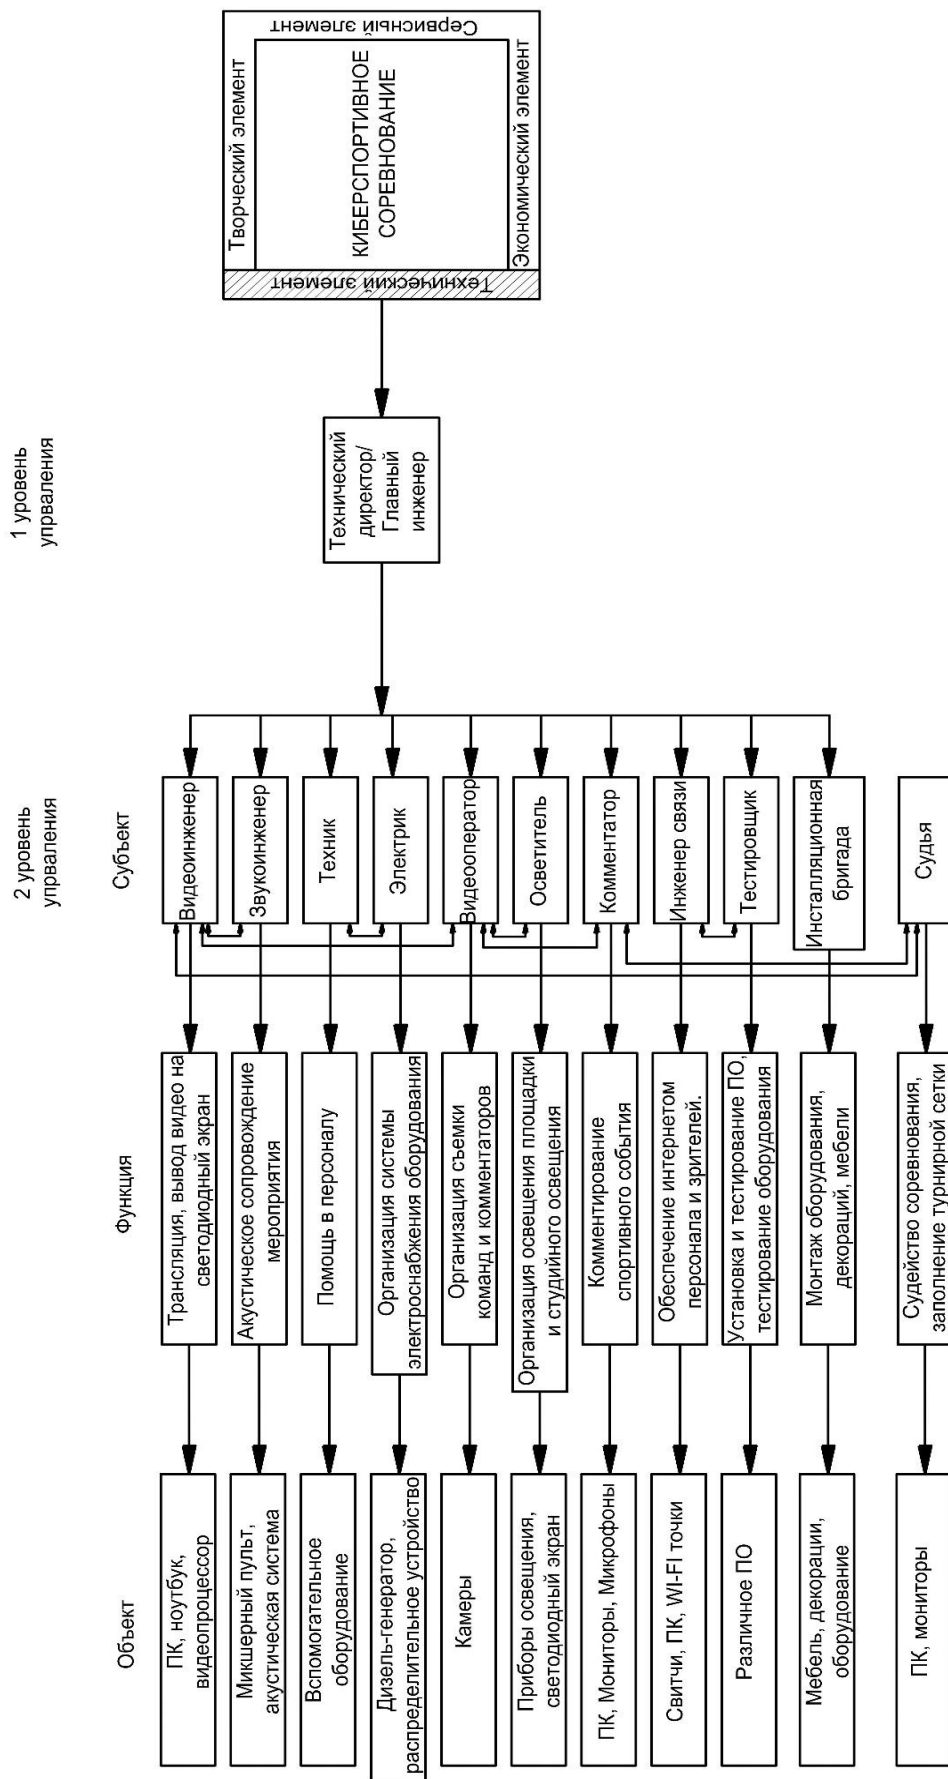 Сервисный элемент
Творческий элемент
КИБЕРСПОРТИВНОЕ
СОРЕВНОВАНИЕ
Экономический элемент
Технический элемент
1 уровень
упрваления
Технический
директор/
Главный
инженер
2 уровень
упрваления
Субъект
Видеоинженер
Звукоинженер
Техник
Электрик
Видеооператор
Осветитель
Комментатор
Инженер связи
Тестировщик
Инсталляционная
бригада
Судья
Функция
Трансляция, вывод видео на
светодиодный экран
Акустическое сопровождение
мероприятия
Помощь в персоналу
Организация системы
электроснабжения оборудования
Организация съемки
команд и комментаторов
Организация освещения площадки
и студийного освещения
Комментирование
спортивного события
Обеспечение интернетом
персонала и зрителей.
Установка и тестирование ПО,
тестирование оборудования
Монтаж оборудования,
декораций, мебели
Судейство соревнования,
заполнение турнирной сетки
Объект
ПК, ноутбук,
видеопроцессор
Микшерный пульт,
акустическая система
Вспомогательное
оборудование
Дизель-генератор,
распределительное устройство
Камеры
Приборы освещения,
светодиодный экран
ПК, Мониторы, Микрофоны
Свитчи, ПК, WI-FI точки
Различное ПО
Мебель, декорации,
оборудование
ПК, мониторы